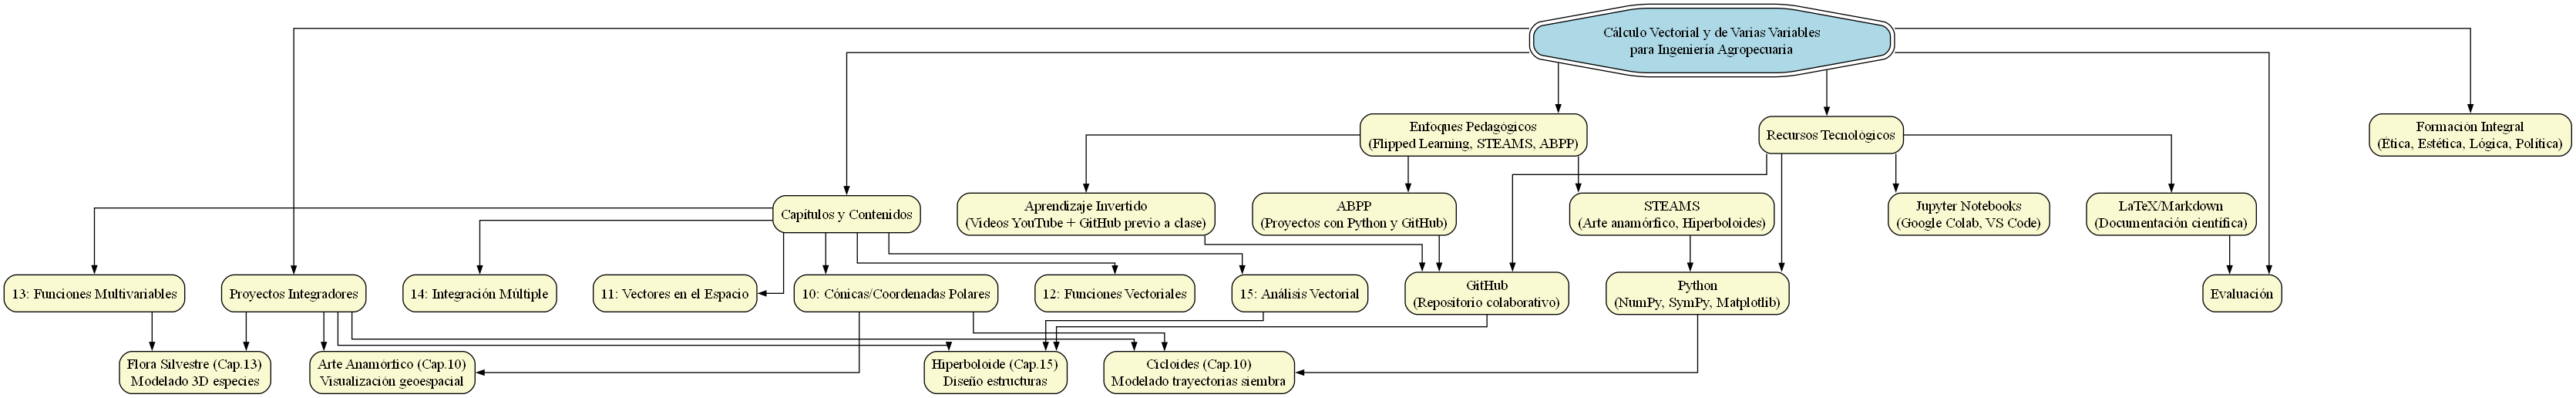 Cálculo Vectorial y de Varias Variables
para Ingeniería Agropecuaria
Enfoques Pedagógicos
(Flipped Learning, STEAMS, ABPP)
Recursos Tecnológicos
Formación Integral
(Ética, Estética, Lógica, Política)
Capítulos y Contenidos
Aprendizaje Invertido
(Videos YouTube + GitHub previo a clase)
ABPP
(Proyectos con Python y GitHub)
STEAMS
(Arte anamórfico, Hiperboloides)
Jupyter Notebooks
(Google Colab, VS Code)
LaTeX/Markdown
(Documentación científica)
13: Funciones Multivariables
Proyectos Integradores
14: Integración Múltiple
11: Vectores en el Espacio
10: Cónicas/Coordenadas Polares
12: Funciones Vectoriales
15: Análisis Vectorial
GitHub
(Repositorio colaborativo)
Python
(NumPy, SymPy, Matplotlib)
Evaluación
Flora Silvestre (Cap.13)
Modelado 3D especies
Arte Anamórfico (Cap.10)
Visualización geoespacial
Hiperboloide (Cap.15)
Diseño estructuras
Cicloides (Cap.10)
Modelado trayectorias siembra